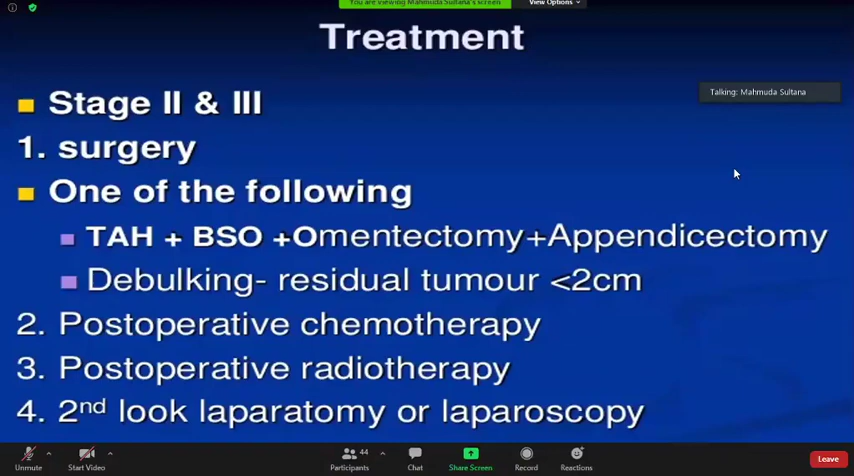 You are viewing Mahmuda Sultana's screen
View Options
Treatment
Talking: Mahmuda Sultana
Stage II & III
1. surgery
One of the following
TAH + BSO +Omentectomy+Appendicectomy
Debulking- residual tumour <2cm
2. Postoperative chemotherapy
3. Postoperative radiotherapy
4. 2nd look laparatomy or laparoscopy
Unmute
Start Video
44
Participants
Chat
Share Screen
Record
Reactions
Leave